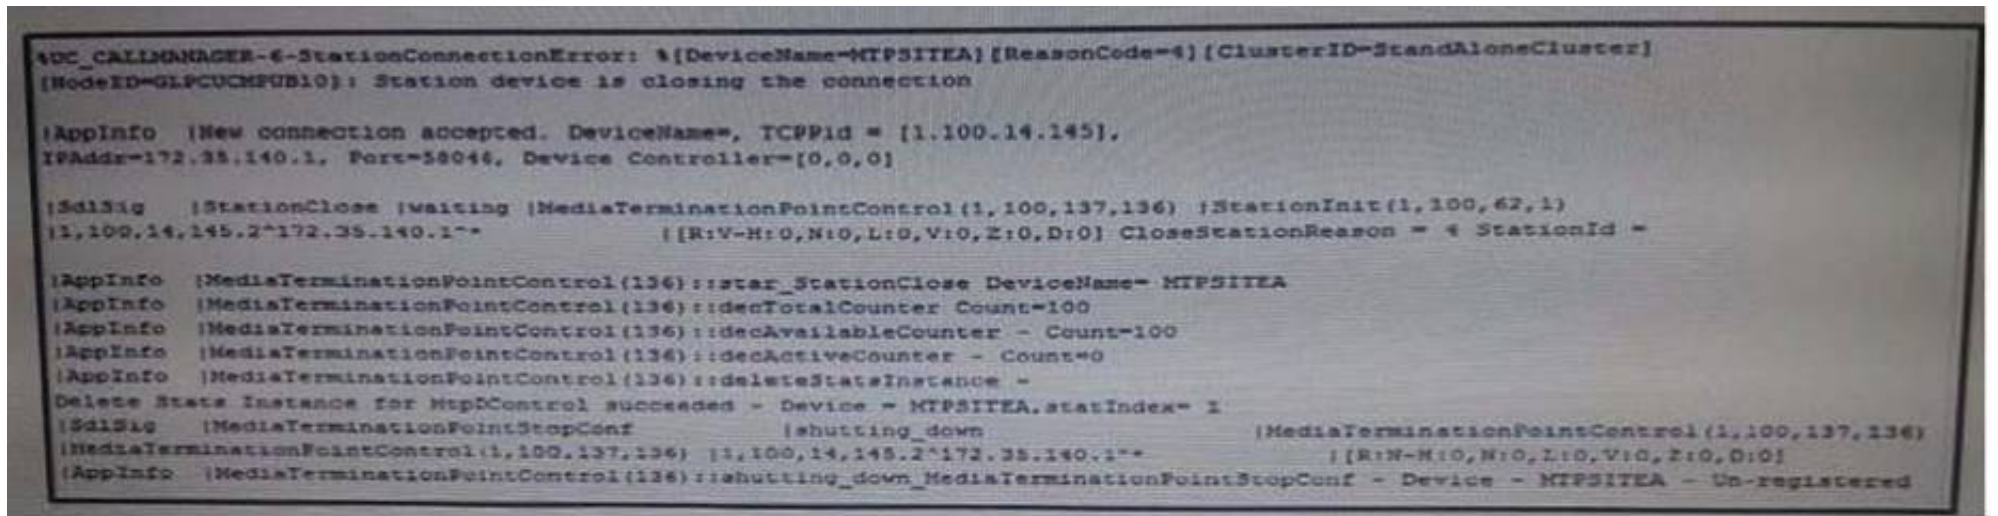 %UC_CALLMANAGER-6-StationConnectionError: %[DeviceName=MTPSITEA][ReasonCode=4][ClusterID=StandAloneCluster]
[NodeID=GLPCUCMPUB10]: Station device is closing the connection
|AppInfo |New connection accepted. DeviceName=, TCPPid = [1.100.14.145],
IPAddr=172.35.140.1, Port=58046, Device Controller=[0,0,0]
|SdlSig |StationClose |waiting |MediaTerminationPointControl(1,100,137,136) |StationInit(1,100,62,1)
|1,100,14,145.2^172.35.140.1^* |[R:V-H:0,N:0,L:0,V:0,Z:0,D:0] CloseStationReason = 4 StationId =
|AppInfo |MediaTerminationPointControl(136)::star_StationClose DeviceName= MTPSITEA
|AppInfo |MediaTerminationPointControl(136)::decTotalCounter Count=100
|AppInfo |MediaTerminationPointControl(136)::decAvailableCounter - Count=100
|AppInfo |MediaTerminationPointControl(136)::decActiveCounter - Count=0
|AppInfo |MediaTerminationPointControl(136)::deleteStatsInstance -
Delete Stats Instance for MtpDControl succeeded - Device = MTPSITEA.statIndex= 1
|SdlSig |MediaTerminationPointStopConf |shutting_down |MediaTerminationPointControl(1,100,137,136)
|MediaTerminationPointControl(1,100,137,136) |1,100,14,145.2^172.35.140.1^* |[R:N-H:0,N:0,L:0,V:0,Z:0,D:0]
|AppInfo |MediaTerminationPointControl(136)::shutting_down_MediaTerminationPointStopConf - Device - MTPSITEA - Un-registered